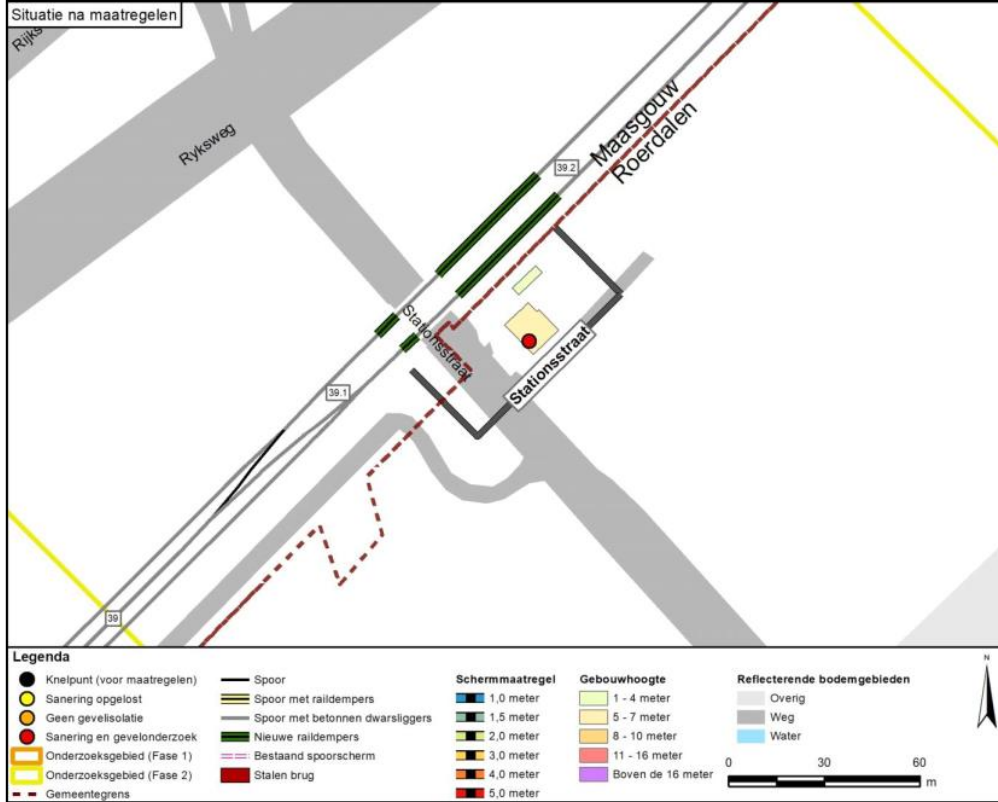 Situatie na maatregelen
Rijks
Ryksweg
Maasgouw
Roerdalen
39.2
Stationsstraat
Stationsstraat
39.1
39
Legenda
Knelpunt (voor maatregelen)
Sanering opgelost
Geen gevelisolatie
Sanering en gevelonderzoek
Onderzoeksgebied (Fase 1)
Onderzoeksgebied (Fase 2)
Gemeentegrens
Spoor
Spoor met raildempers
Spoor met betonnen dwarsliggers
Nieuwe raildempers
Bestaand spoorscherm
Stalen brug
Schermmaatregel
1,0 meter
1,5 meter
2,0 meter
3,0 meter
4,0 meter
5,0 meter
Gebouwhoogte
1 - 4 meter
5 - 7 meter
8 - 10 meter
11 - 16 meter
Boven de 16 meter
Reflecterende bodemgebieden
Overig
Weg
Water
N
0 30 60
m